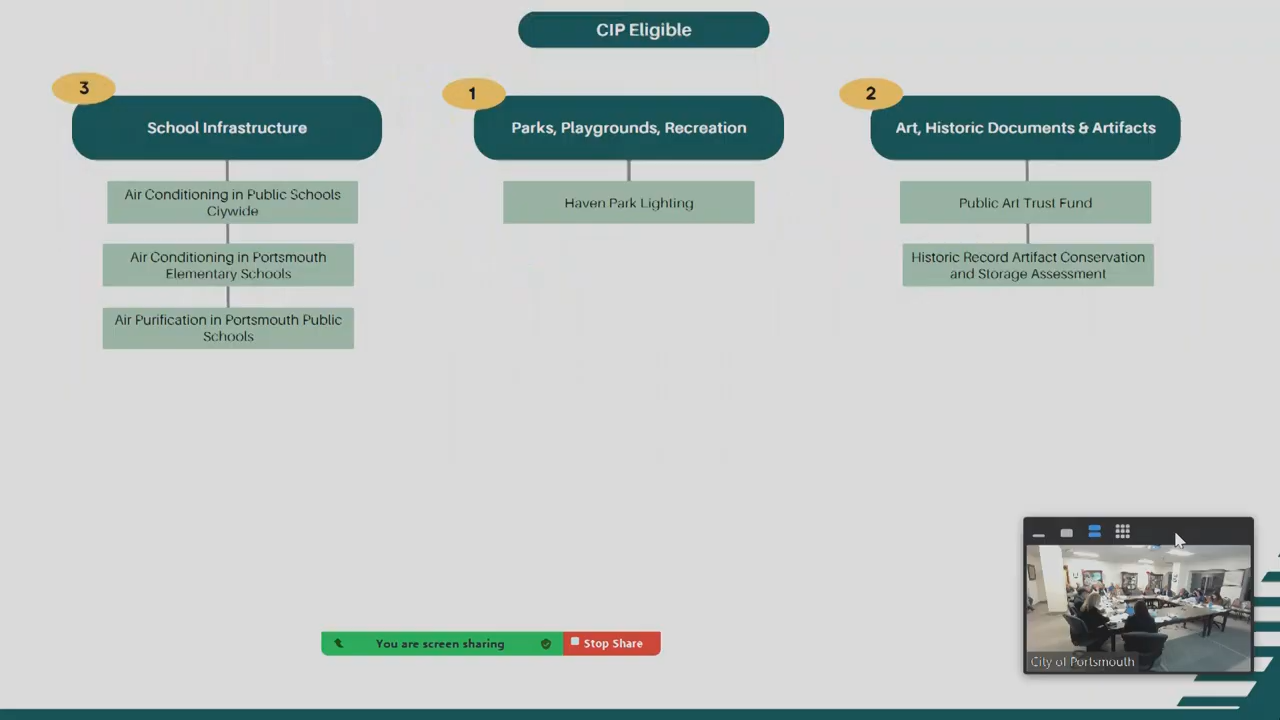 CIP Eligible
3
School Infrastructure
Air Conditioning in Public Schools
Ciywide
Air Conditioning in Portsmouth
Elementary Schools
Air Purification in Portsmouth Public
Schools
1
Parks, Playgrounds, Recreation
Haven Park Lighting
2
Art, Historic Documents & Artifacts
Public Art Trust Fund
Historic Record Artifact Conservation
and Storage Assessment
You are screen sharing
Stop Share
City of Portsmouth